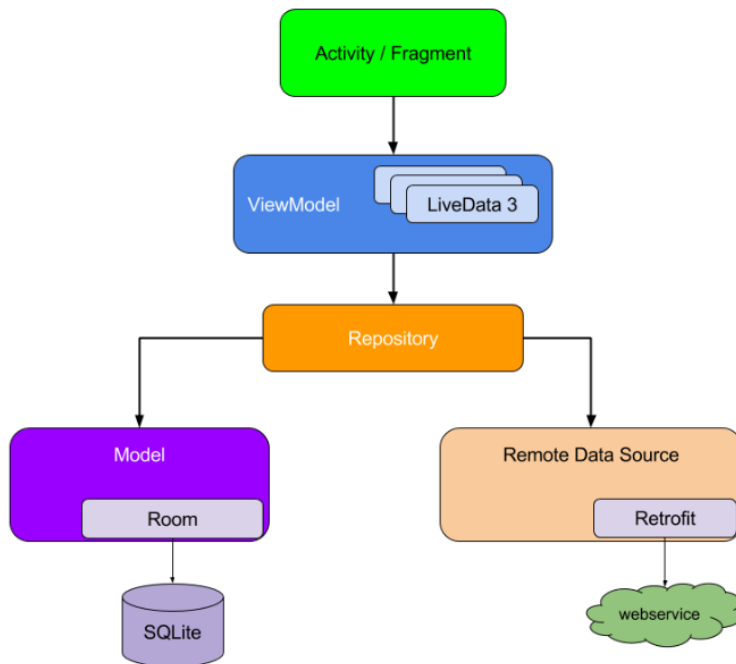 Activity / Fragment
ViewModel
LiveData 3
Repository
Model
Remote Data Source
Room
Retrofit
SQLite
webservice